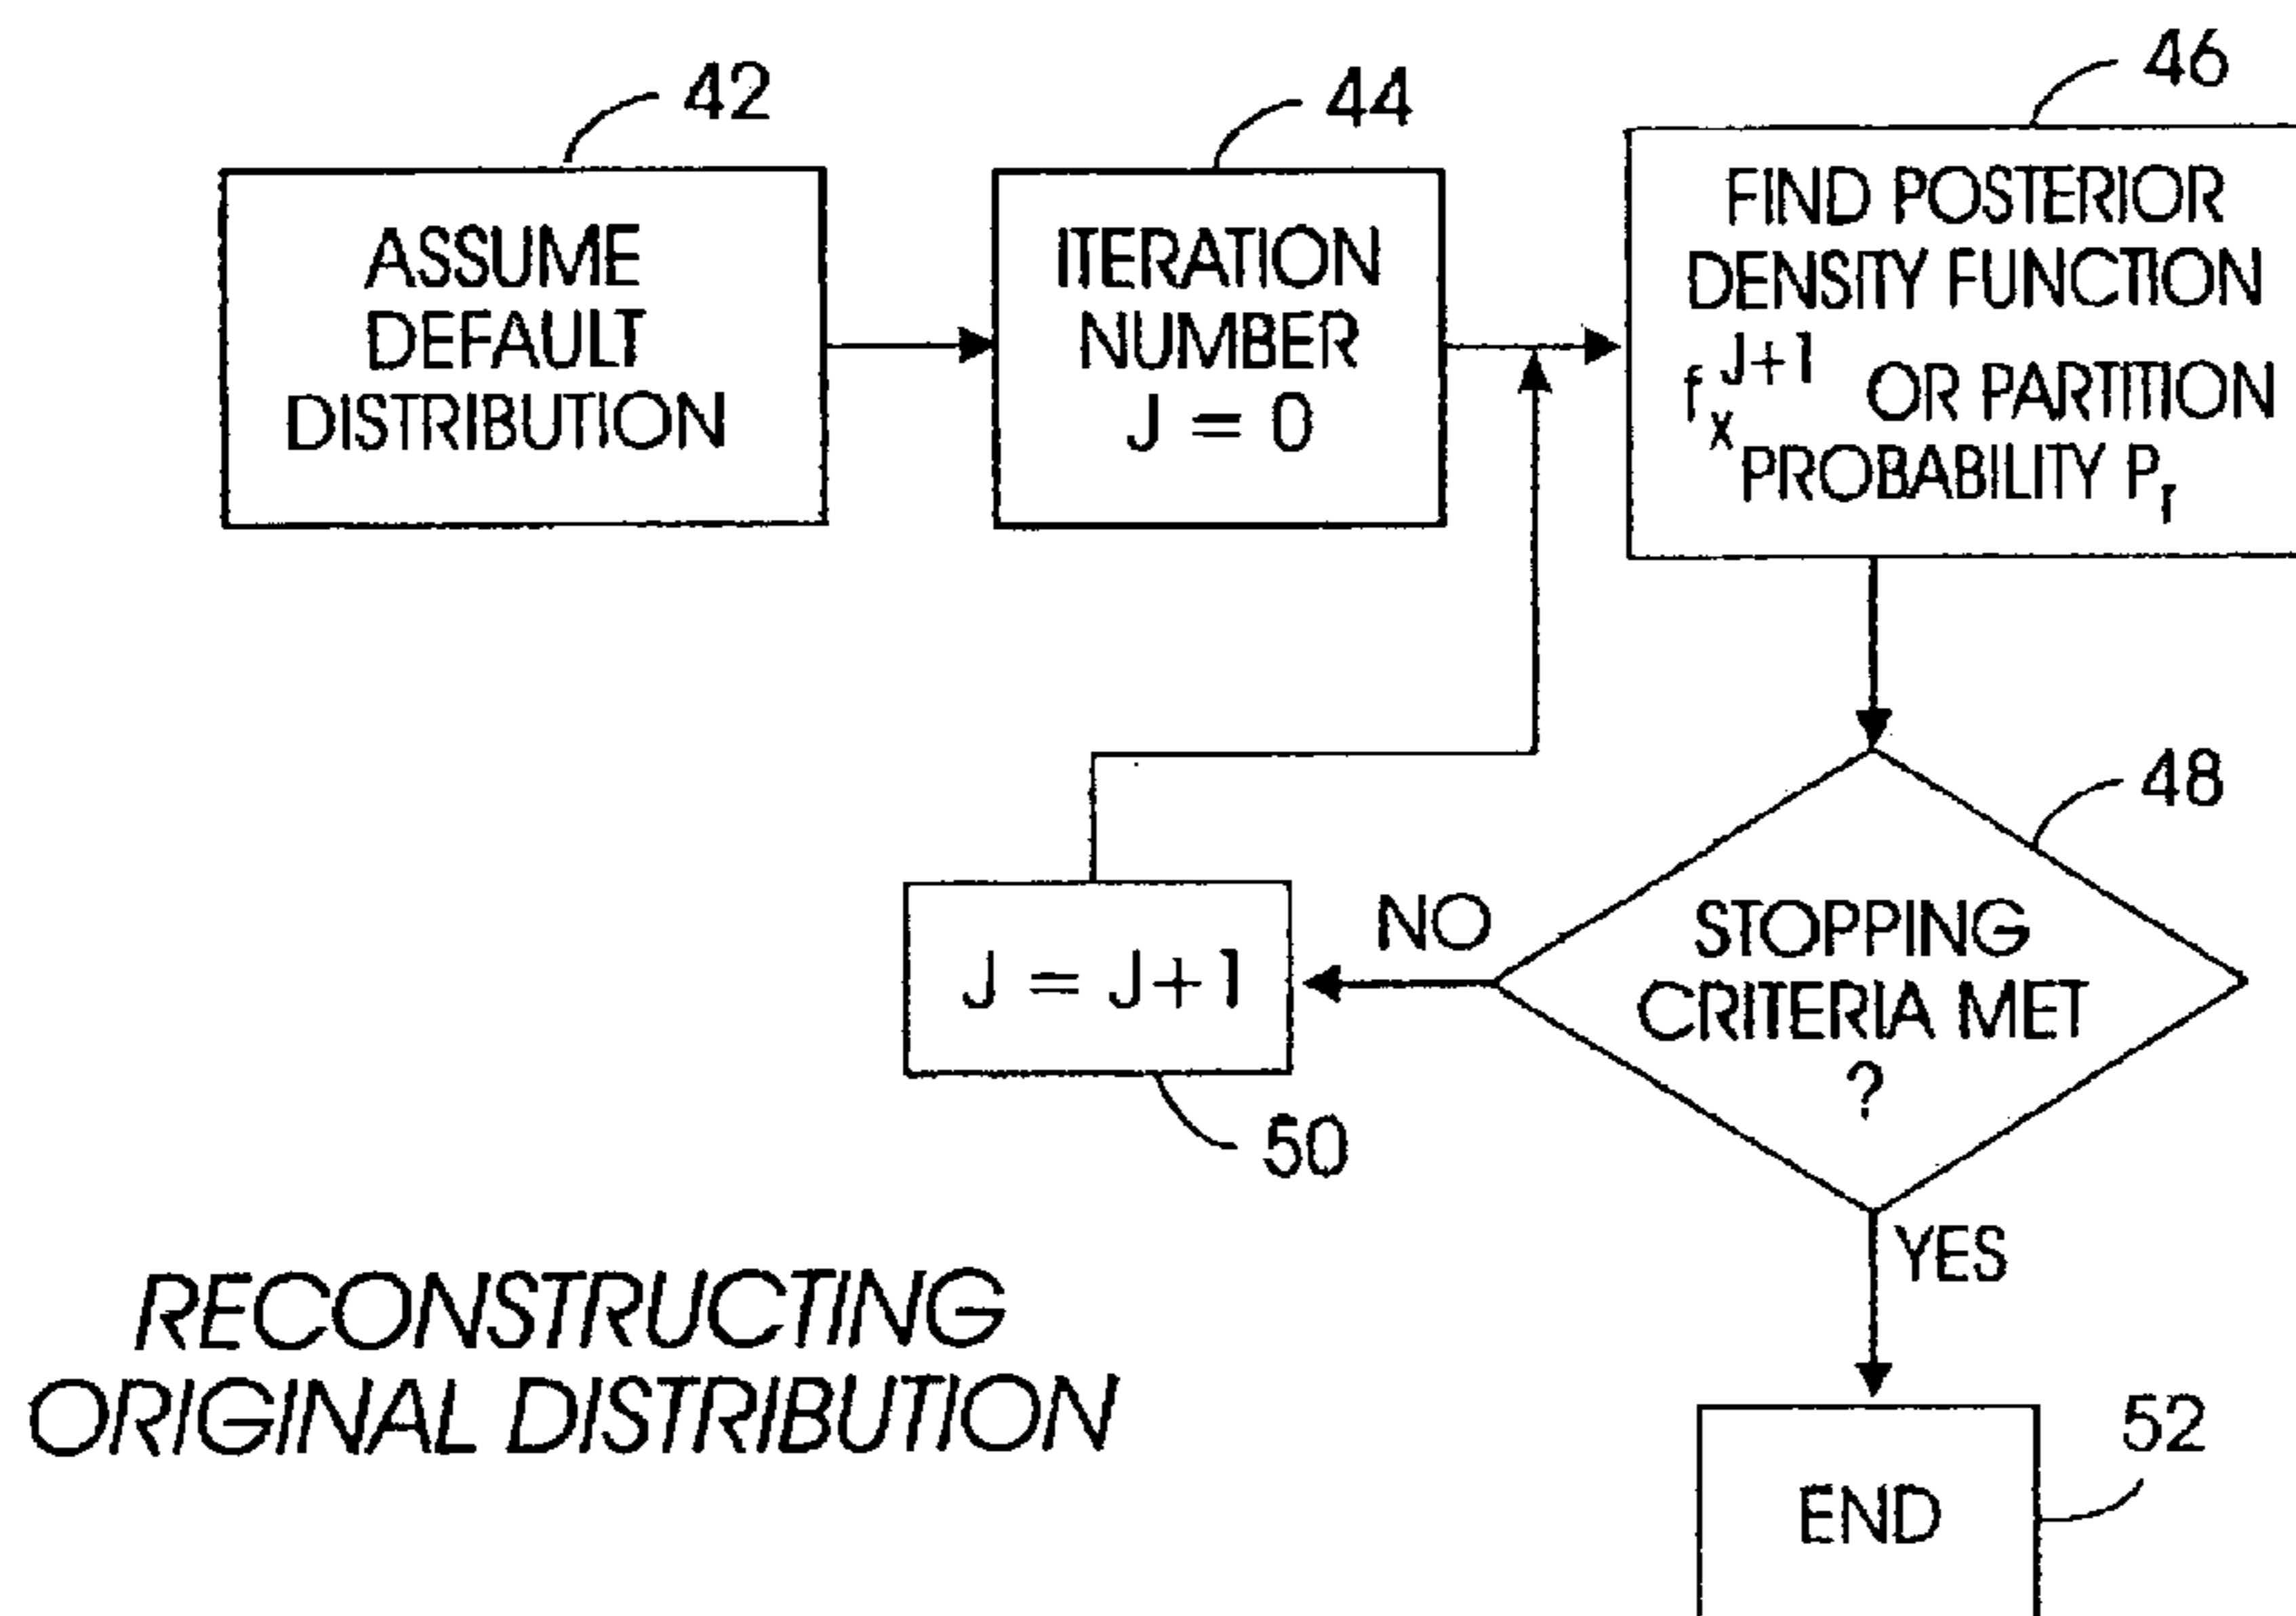 42
ASSUME
DEFAULT
DISTRIBUTION
44
ITERATION
NUMBER
J = 0
46
FIND POSTERIOR
DENSITY FUNCTION
f_x^{J+1} OR PARTITION
PROBABILITY P_r
48
STOPPING
CRITERIA MET
?
NO
J = J+1
50
YES
52
END
RECONSTRUCTING
ORIGINAL DISTRIBUTION